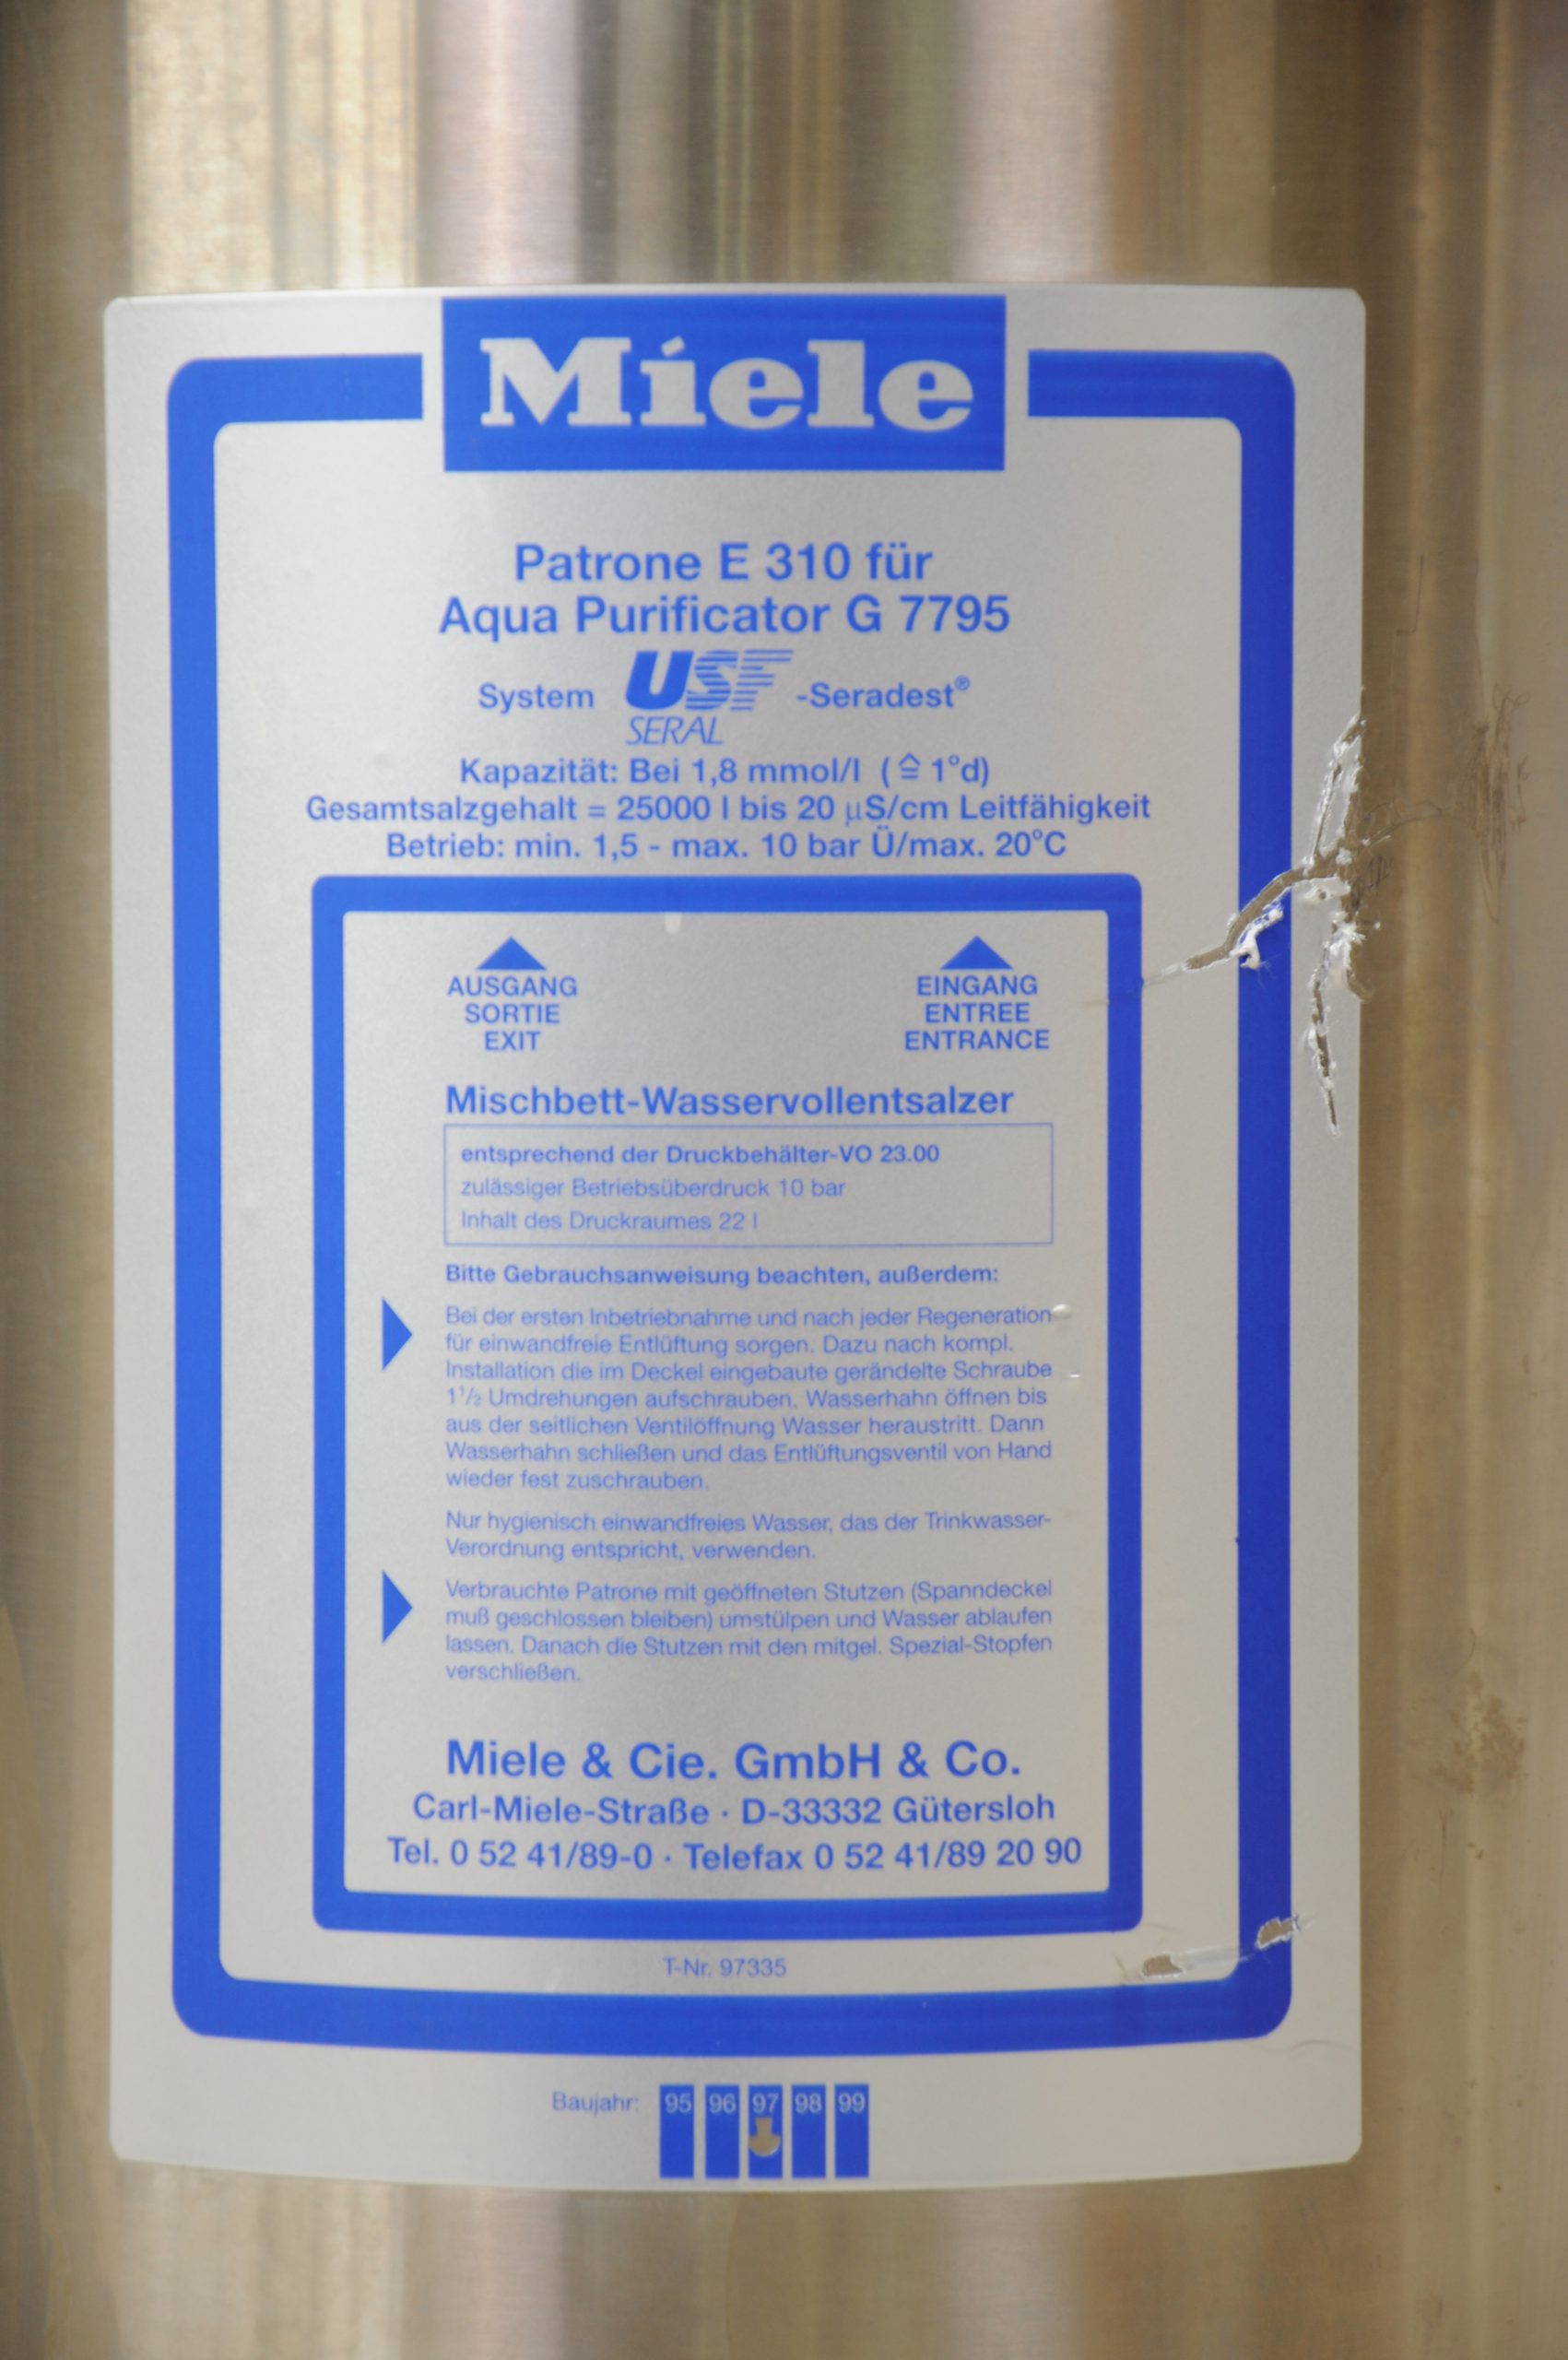 Miele
Patrone E 310 für
Aqua Purificator G 7795
System USF -Seradest®
SERAL
Kapazität: Bei 1,8 mmol/l (≙ 1°d)
Gesamtsalzgehalt = 25000 l bis 20 µS/cm Leitfähigkeit
Betrieb: min. 1,5 - max. 10 bar Ü/max. 20°C
AUSGANG
SORTIE
EXIT
EINGANG
ENTREE
ENTRANCE
Mischbett-Wasservollentsalzer
entsprechend der Druckbehälter-VO 23.00
zulässiger Betriebsüberdruck 10 bar
Inhalt des Druckraumes 22 l
Bitte Gebrauchsanweisung beachten, außerdem:
Bei der ersten Inbetriebnahme und nach jeder Regeneration
für einwandfreie Entlüftung sorgen. Dazu nach kompl.
Installation die im Deckel eingebaute gerändelte Schraube
1½ Umdrehungen aufschrauben. Wasserhahn öffnen bis
aus der seitlichen Ventilöffnung Wasser heraustritt. Dann
Wasserhahn schließen und das Entlüftungsventil von Hand
wieder fest zuschrauben.
Nur hygienisch einwandfreies Wasser, das der Trinkwasser-
Verordnung entspricht, verwenden.
Verbrauchte Patrone mit geöffneten Stutzen (Spanndeckel
muß geschlossen bleiben) umstülpen und Wasser ablaufen
lassen. Danach die Stutzen mit den mitgel. Spezial-Stopfen
verschließen.
Miele & Cie. GmbH & Co.
Carl-Miele-Straße · D-33332 Gütersloh
Tel. 0 52 41/89-0 · Telefax 0 52 41/89 20 90
T-Nr. 97335
Baujahr: 95 96 97 98 99